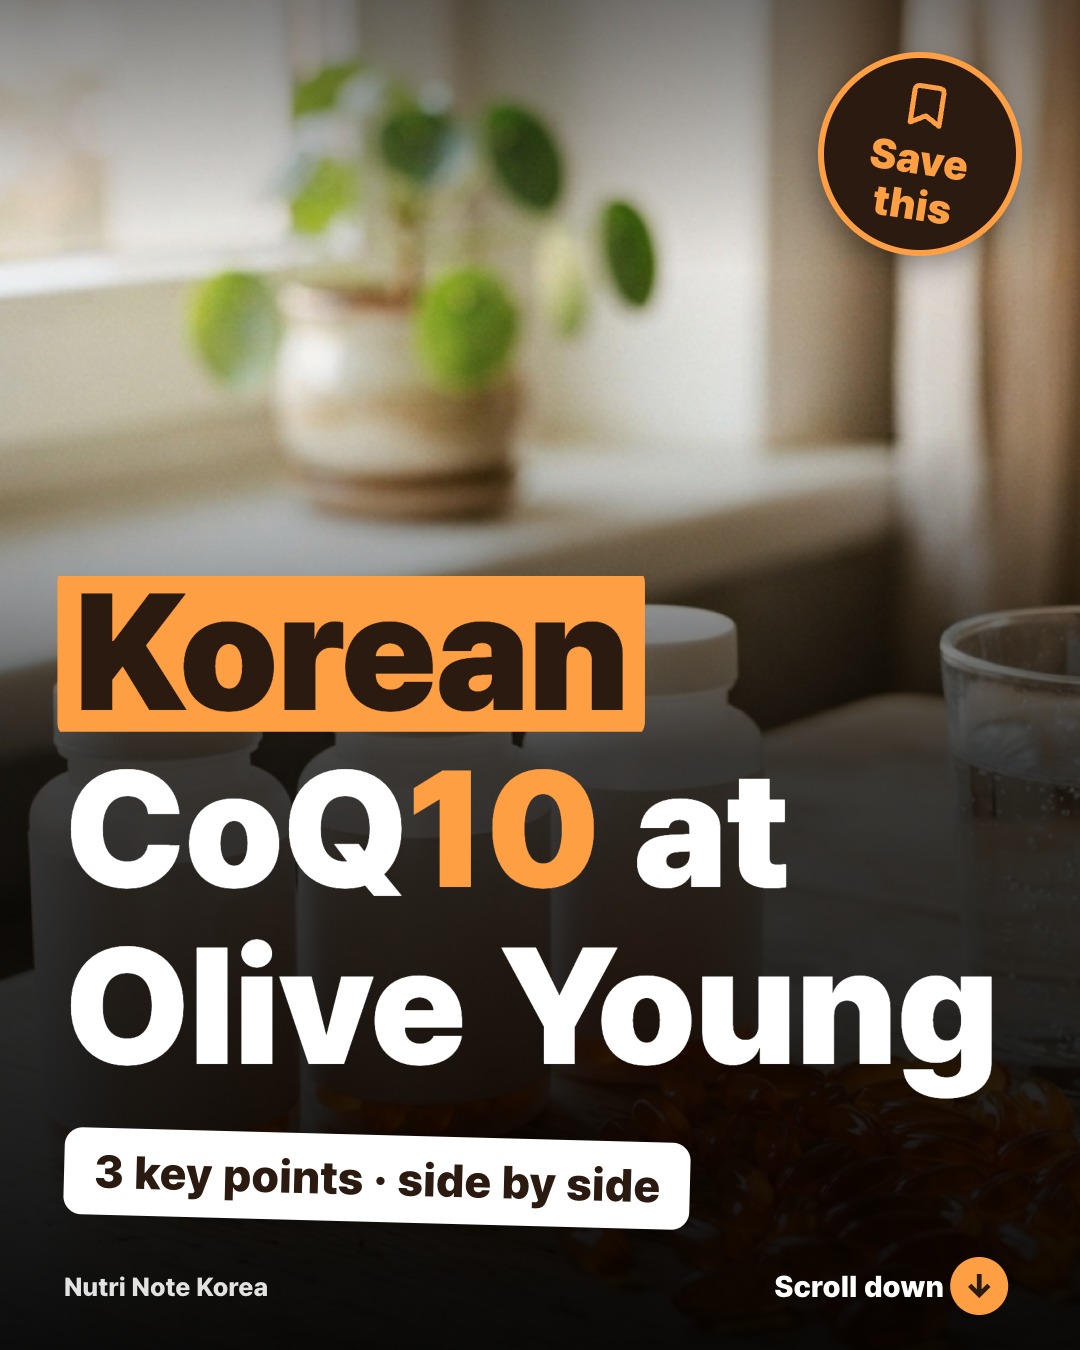 Save
this
Korean
CoQ10 at
Olive Young
3 key points · side by side
Nutri Note Korea
Scroll down